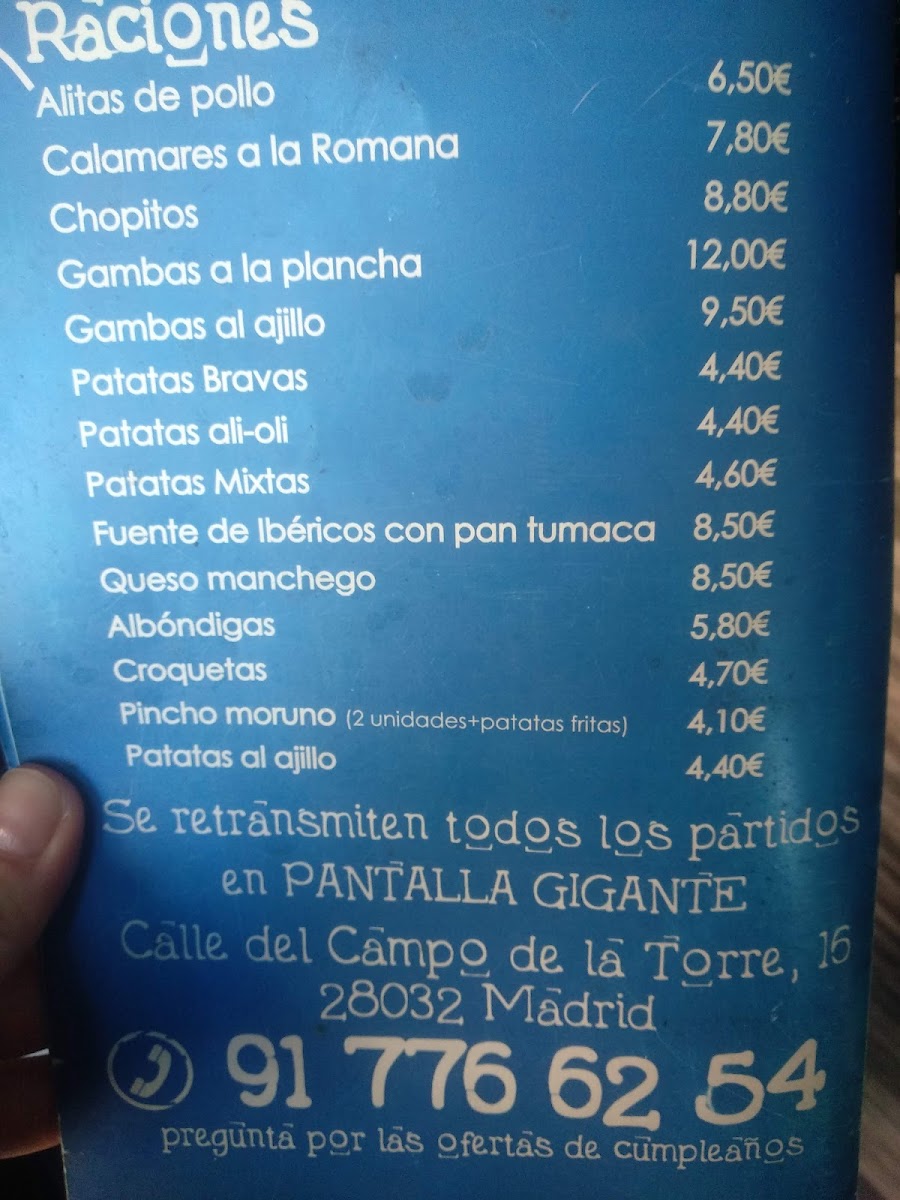 Raciones
Alitas de pollo 6,50€
Calamares a la Romana 7,80€
Chopitos 8,80€
Gambas a la plancha 12,00€
Gambas al ajillo 9,50€
Patatas Bravas 4,40€
Patatas ali-oli 4,40€
Patatas Mixtas 4,60€
Fuente de Ibéricos con pan tumaca 8,50€
Queso manchego 8,50€
Albóndigas 5,80€
Croquetas 4,70€
Pincho moruno (2 unidades+patatas fritas) 4,10€
Patatas al ajillo 4,40€
Se retransmiten todos los partidos
en PANTALLA GIGANTE
Calle del Campo de la Torre, 16
28032 Madrid
91 776 62 54
pregunta por las ofertas de cumpleaños